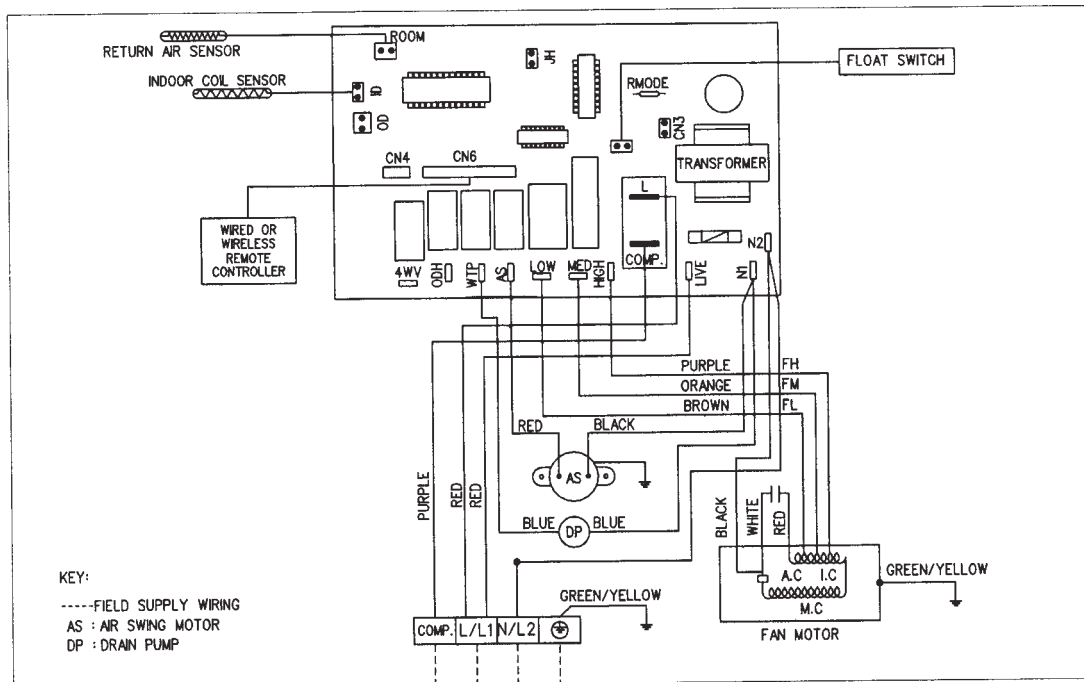 ROOM
RETURN AIR SENSOR
INDOOR COIL SENSOR
ID
OD
JH
RMODE
CN3
FLOAT SWITCH
TRANSFORMER
CN4
CN6
L
COMP.
WIRED OR
WIRELESS
REMOTE
CONTROLLER
4WV
ODH
WTP
AS
LOW
MED
HIGH
LIVE
N1
N2
PURPLE FH
ORANGE FM
BROWN FL
RED
BLACK
AS
BLUE
DP
BLUE
PURPLE
RED
RED
BLACK
WHITE
RED
A.C I.C
M.C
GREEN/YELLOW
FAN MOTOR
GREEN/YELLOW
COMP. L/L1 N/L2
KEY:
-----FIELD SUPPLY WIRING
AS : AIR SWING MOTOR
DP : DRAIN PUMP